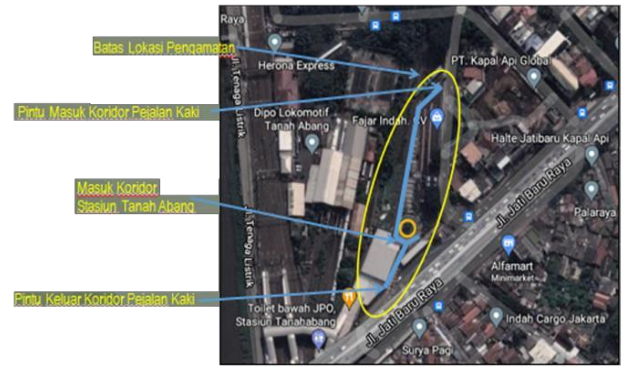 Batas Lokasi Pengamatan
Pintu Masuk Koridor Pejalan Kaki
Masuk Koridor
Stasiun Tanah Abang
Pintu Keluar Koridor Pejalan Kaki
Raya
Herona Express
PT. Kapal Api Global
Jl. Tenaga Listrik
Dipo Lokomotif
Tanah Abang
Fajar Indah. CV
Halte Jatibaru Kapal Api
Jl. Jati Baru Raya
Palaraya
Jl. Tenaga Listrik
Alfamart
Minimarket
Toilet bawah JPO,
Stasiun Tanahabang
Jl. Jati Baru Raya
Indah Cargo Jakarta
Surya Pagi